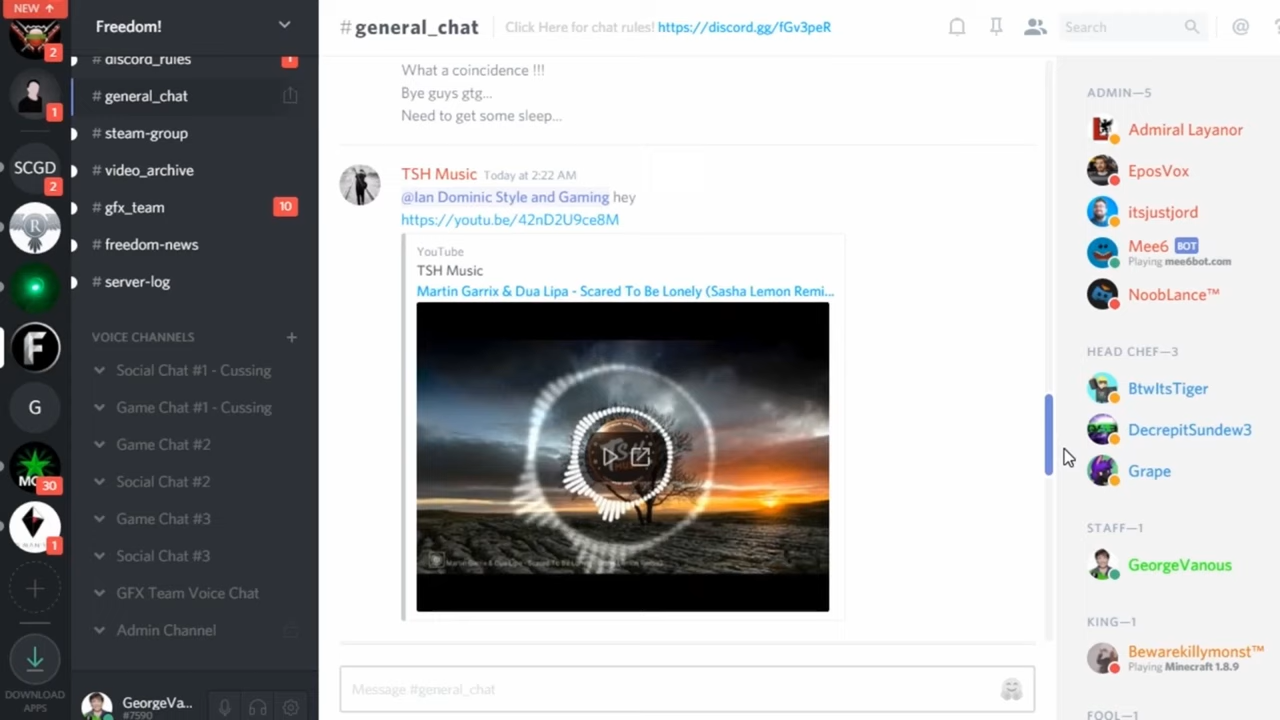 NEW
2
1
SCGD
2
R
F
G
MC
30
1
DOWNLOAD
APPS
Freedom!
# discord_rules
1
# general_chat
# steam-group
# video_archive
# gfx_team
10
# freedom-news
# server-log
VOICE CHANNELS
Social Chat #1 - Cussing
Game Chat #1 - Cussing
Game Chat #2
Social Chat #2
Game Chat #3
Social Chat #3
GFX Team Voice Chat
Admin Channel
GeorgeVa...
#7590
#general_chat
Click Here for chat rules! https://discord.gg/fGv3peR
Search
@
?
What a coincidence !!!
Bye guys gtg...
Need to get some sleep...
TSH Music Today at 2:22 AM
@Ian Dominic Style and Gaming hey
https://youtu.be/42nD2U9ce8M
YouTube
TSH Music
Martin Garrix & Dua Lipa - Scared To Be Lonely (Sasha Lemon Remi...
Message #general_chat
ADMIN—5
Admiral Layanor
EposVox
itsjustjord
Mee6 BOT
Playing mee6bot.com
NoobLance™
HEAD CHEF—3
BtwItsTiger
DecrepitSundew3
Grape
STAFF—1
GeorgeVanous
KING—1
Bewarekillymonst™
Playing Minecraft 1.8.9
FOOL—1